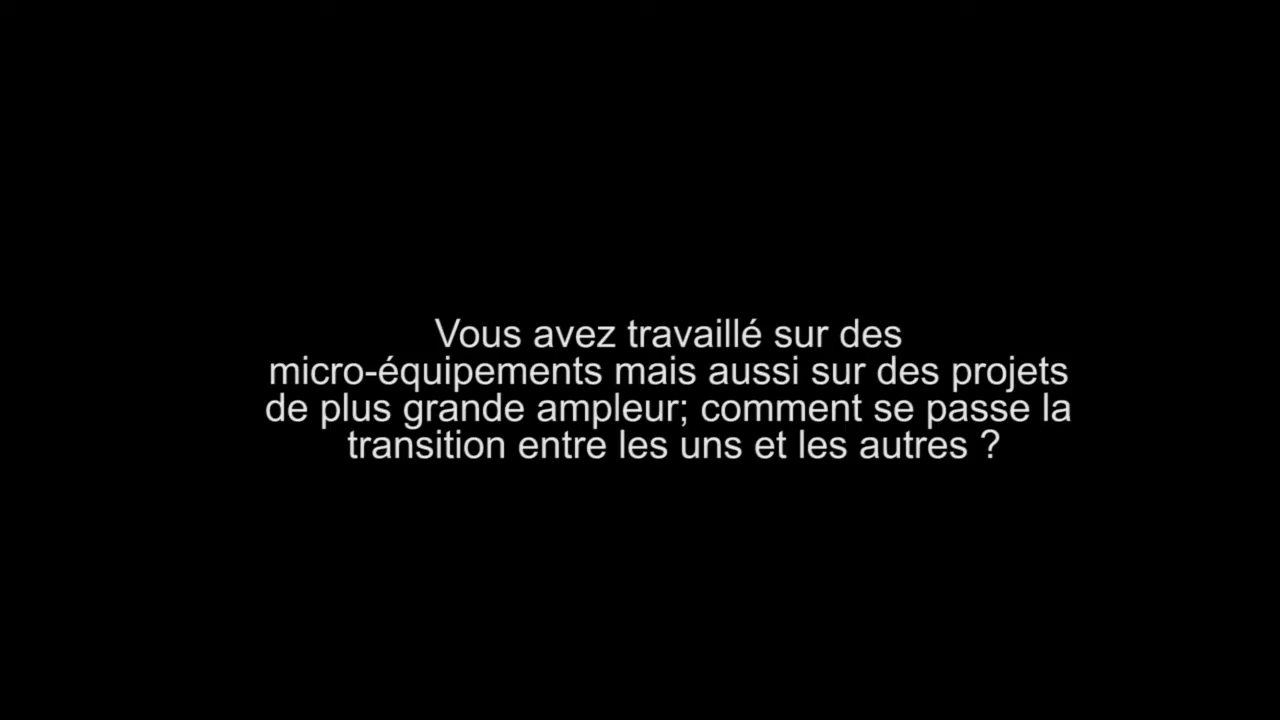 Vous avez travaillé sur des
micro-équipements mais aussi sur des projets
de plus grande ampleur; comment se passe la
transition entre les uns et les autres ?